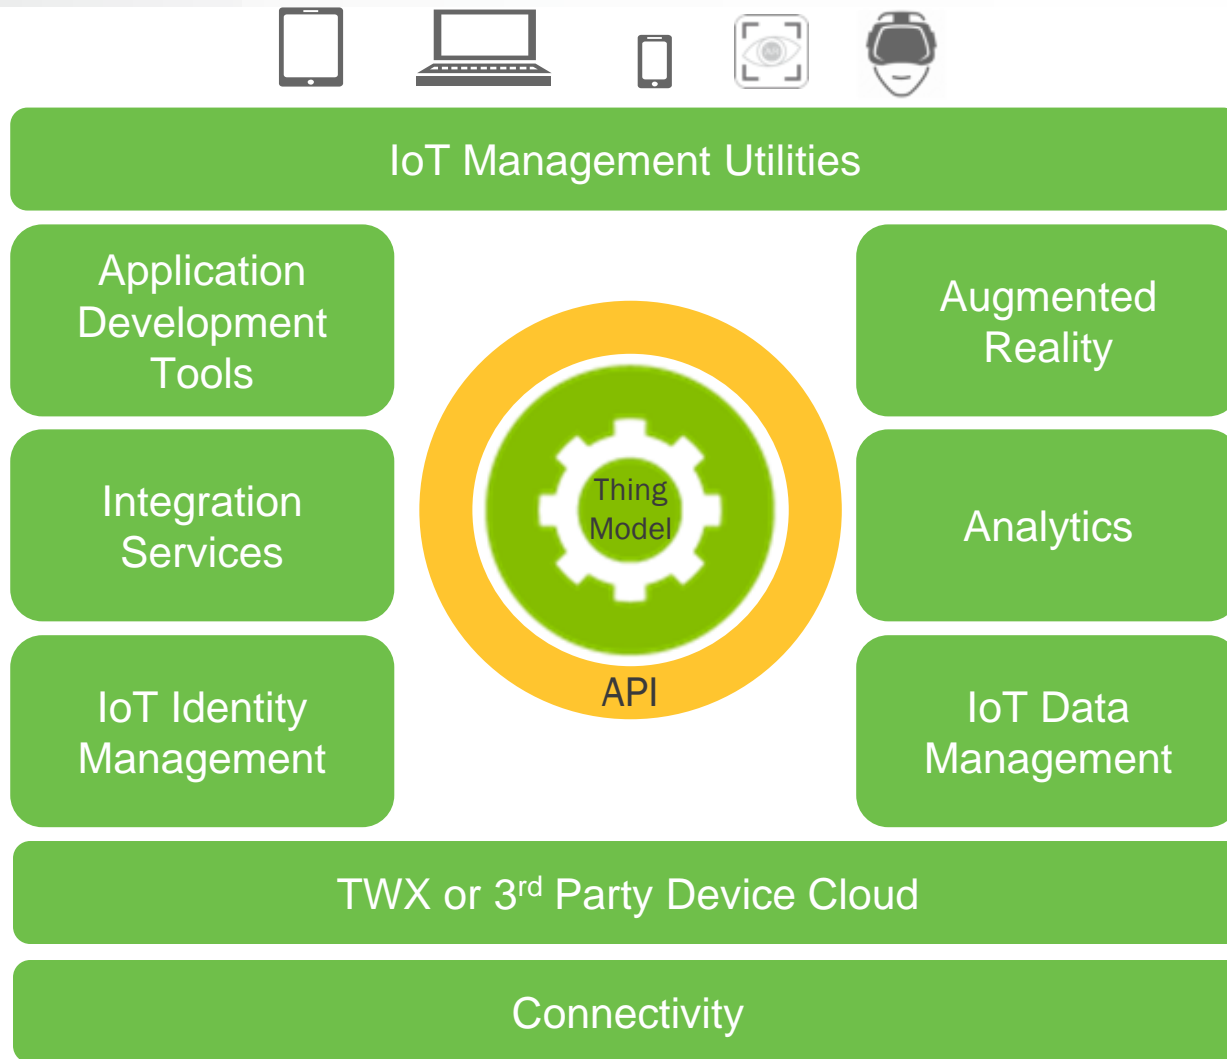 IoT Management Utilities
Application
Development
Tools
Augmented
Reality
Thing
Model
Integration
Services
Analytics
API
IoT Identity
Management
IoT Data
Management
TWX or 3rd Party Device Cloud
Connectivity